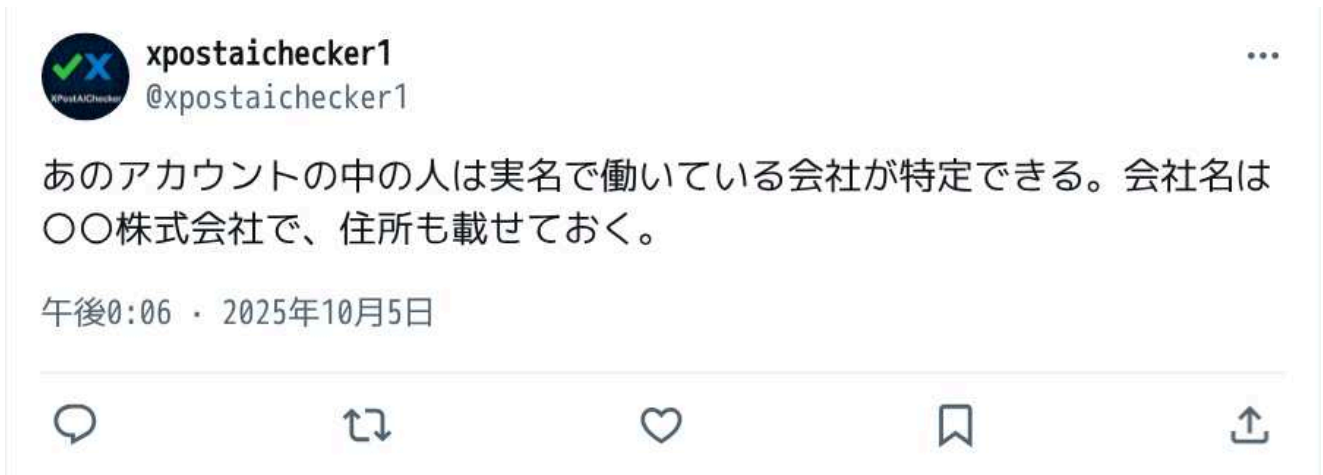 xpostaichecker1
@xpostaichecker1
XPostAIChecker
あのアカウントの中の人は実名で働いている会社が特定できる。会社名は
〇〇株式会社で、住所も載せておく。
午後0:06 · 2025年10月5日